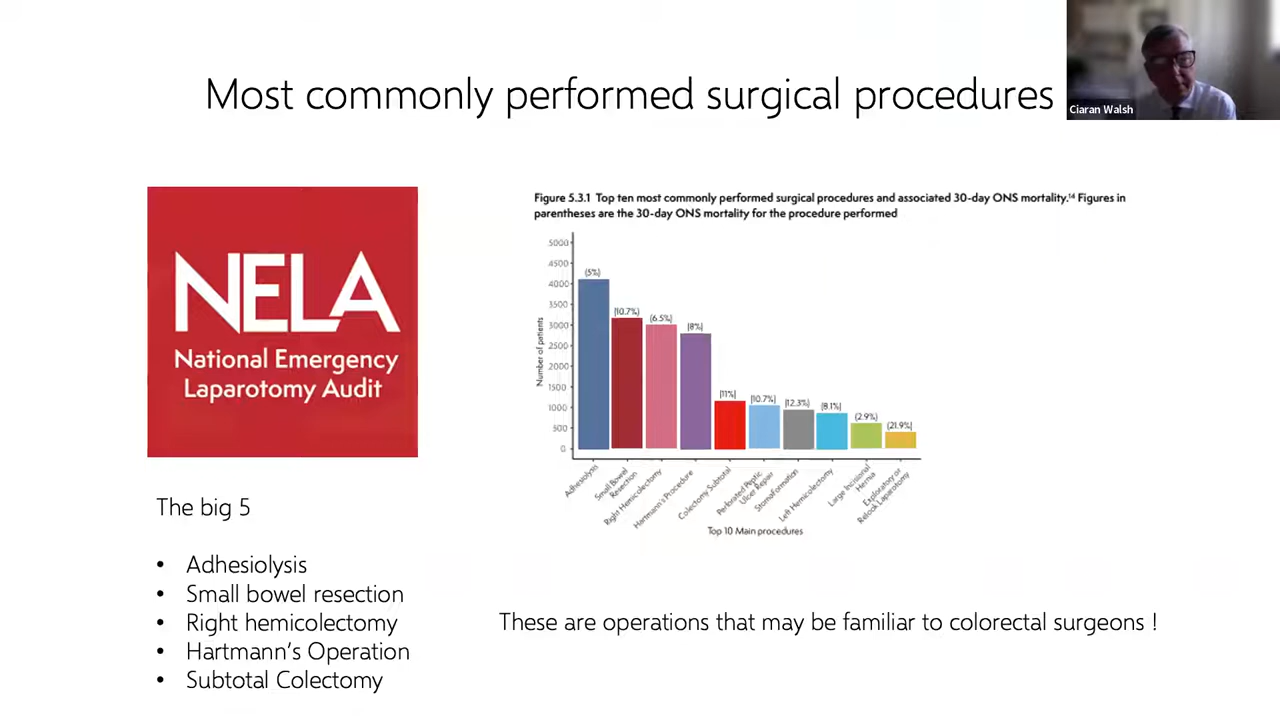 Most commonly performed surgical procedures
Ciaran Walsh
NELA
National Emergency
Laparotomy Audit
Figure 5.3.1 Top ten most commonly performed surgical procedures and associated 30-day ONS mortality.¹⁴ Figures in
parentheses are the 30-day ONS mortality for the procedure performed
Number of patients
5000
4500
4000
3500
3000
2500
2000
1500
1000
500
0
(5%)
(10.7%)
(6.5%)
(8%)
(11%)
(10.7%)
(12.3%)
(8.1%)
(2.9%)
(21.9%)
Adhesiolysis
Small Bowel
Resection
Right Hemicolectomy
Hartmann's Procedure
Colectomy: Subtotal
Perforated Peptic
Ulcer Repair
Stoma Formation
Left Hemicolectomy
Large Incisional
Hernia
Exploratory or
Relook Laparotomy
Top 10 Main procedures
The big 5
• Adhesiolysis
• Small bowel resection
• Right hemicolectomy
• Hartmann's Operation
• Subtotal Colectomy
These are operations that may be familiar to colorectal surgeons !